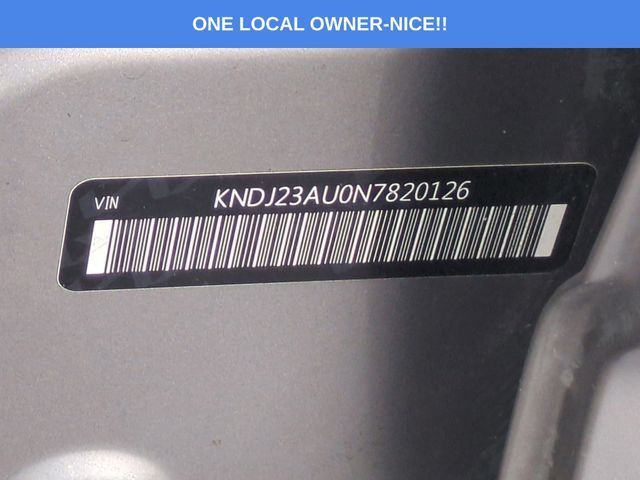 ONE LOCAL OWNER-NICE!!
VIN KNDJ23AU0N7820126